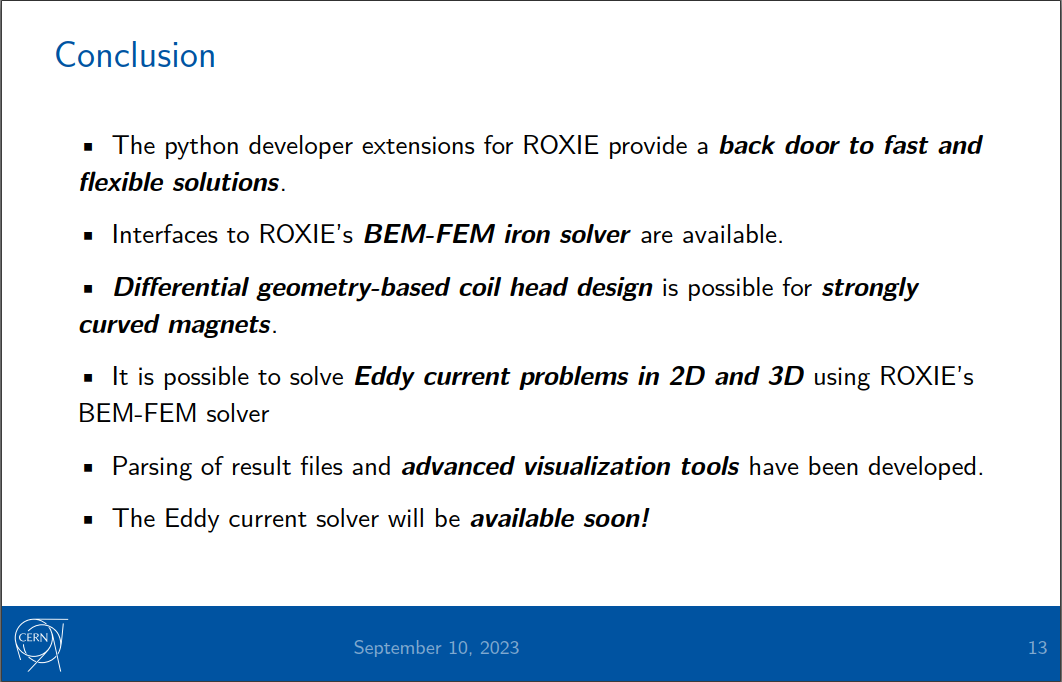 Conclusion
▪ The python developer extensions for ROXIE provide a back door to fast and
flexible solutions.
▪ Interfaces to ROXIE's BEM-FEM iron solver are available.
▪ Differential geometry-based coil head design is possible for strongly
curved magnets.
▪ It is possible to solve Eddy current problems in 2D and 3D using ROXIE's
BEM-FEM solver
▪ Parsing of result files and advanced visualization tools have been developed.
▪ The Eddy current solver will be available soon!
CERN
September 10, 2023
13